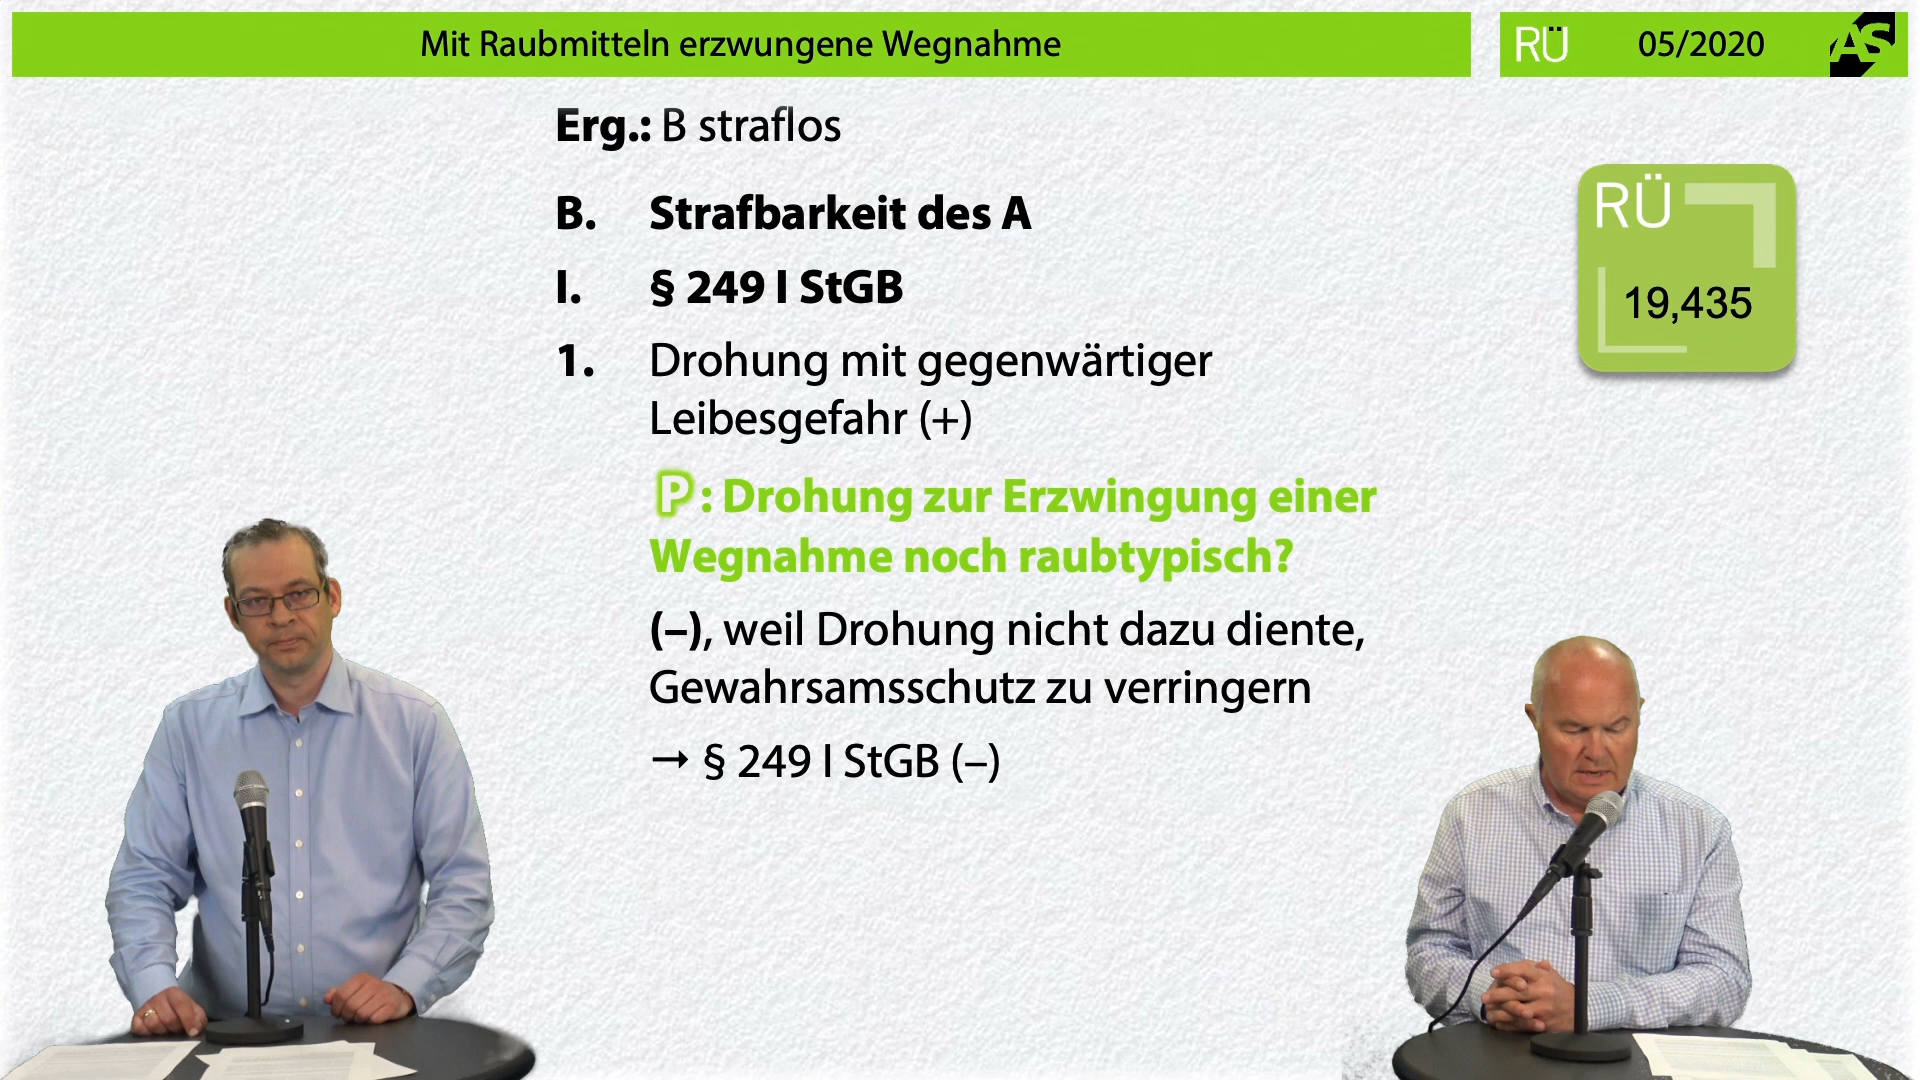 Mit Raubmitteln erzwungene Wegnahme
RÜ 05/2020 AS
Erg.: B straflos
B. Strafbarkeit des A
I. § 249 I StGB
1. Drohung mit gegenwärtiger
Leibesgefahr (+)
P: Drohung zur Erzwingung einer
Wegnahme noch raubtypisch?
(–), weil Drohung nicht dazu diente,
Gewahrsamsschutz zu verringern
→ § 249 I StGB (–)
RÜ
19,435